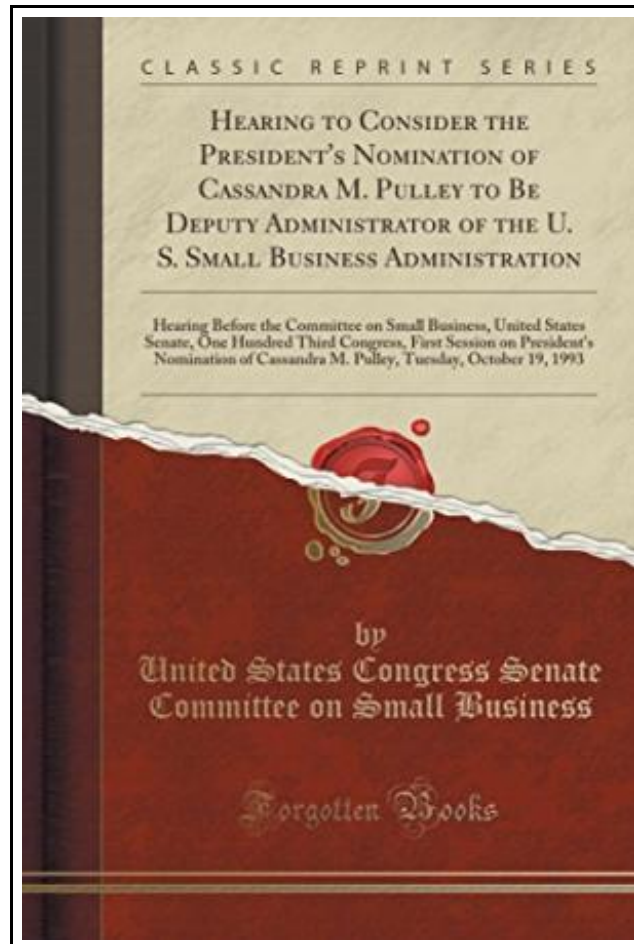 CLASSIC REPRINT SERIES
HEARING TO CONSIDER THE
PRESIDENT'S NOMINATION OF
CASSANDRA M. PULLEY TO BE
DEPUTY ADMINISTRATOR OF THE U.
S. SMALL BUSINESS ADMINISTRATION
Hearing Before the Committee on Small Business, United States
Senate, One Hundred Third Congress, First Session on President's
Nomination of Cassandra M. Pulley, Tuesday, October 19, 1993
by
United States Congress Senate
Committee on Small Business
Forgotten Books